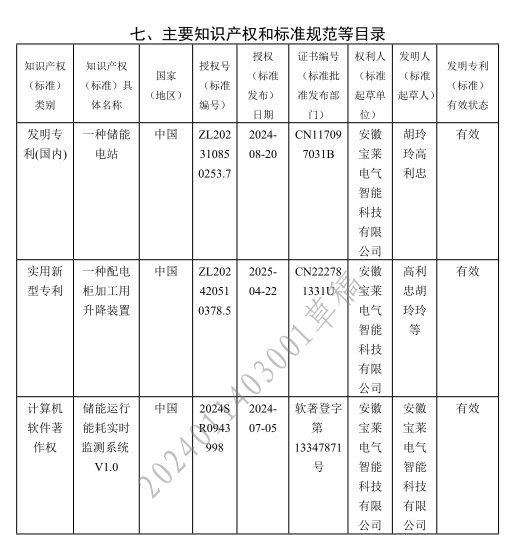 七、主要知识产权和标准规范等目录
知识产权（标准）类别 知识产权（标准）具体名称 国家（地区） 授权号（标准编号） 授权（标准发布）日期 证书编号（标准批准发布部门） 权利人（标准起草单位） 发明人（标准起草人） 发明专利（标准）有效状态
发明专利(国内) 一种储能电站 中国 ZL202310850253.7 2024-08-20 CN117097031B 安徽宝莱电气智能科技有限公司 胡玲玲高利忠 有效
实用新型专利 一种配电柜加工用升降装置 中国 ZL202420510378.5 2025-04-22 CN222781331U 安徽宝莱电气智能科技有限公司 高利忠胡玲玲等 有效
计算机软件著作权 储能运行能耗实时监测系统V1.0 中国 2024SR0943998 2024-07-05 软著登字第13347871号 安徽宝莱电气智能科技有限公司 安徽宝莱电气智能科技有限公司 有效
20240111403001草稿